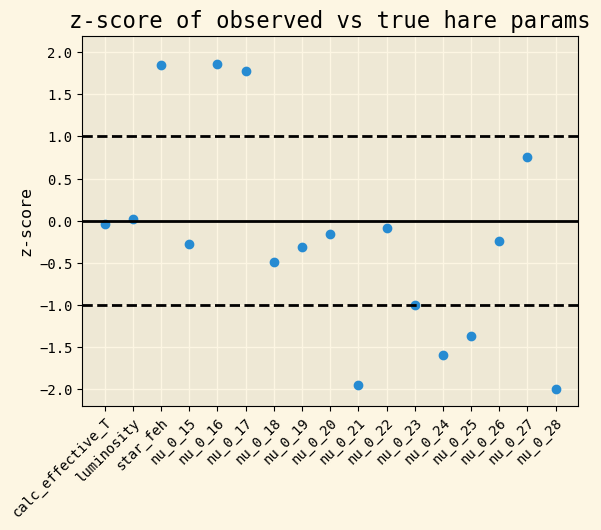 z-score of observed vs true hare params
z-score
2.0
1.5
1.0
0.5
0.0
−0.5
−1.0
−1.5
−2.0
calc_effective_T
luminosity
star_feh
nu_0_15
nu_0_16
nu_0_17
nu_0_18
nu_0_19
nu_0_20
nu_0_21
nu_0_22
nu_0_23
nu_0_24
nu_0_25
nu_0_26
nu_0_27
nu_0_28